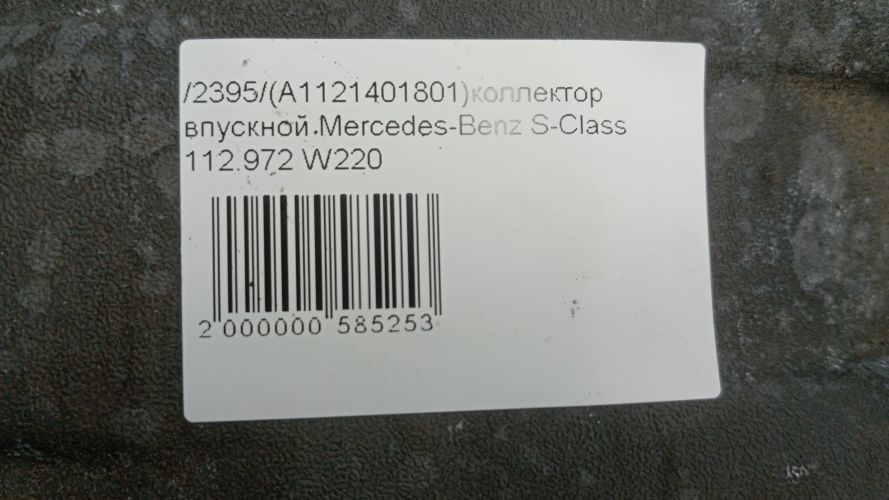 /2395/(A1121401801)коллектор
впускной.Mercedes-Benz S-Class
112.972 W220
2 000000 585253